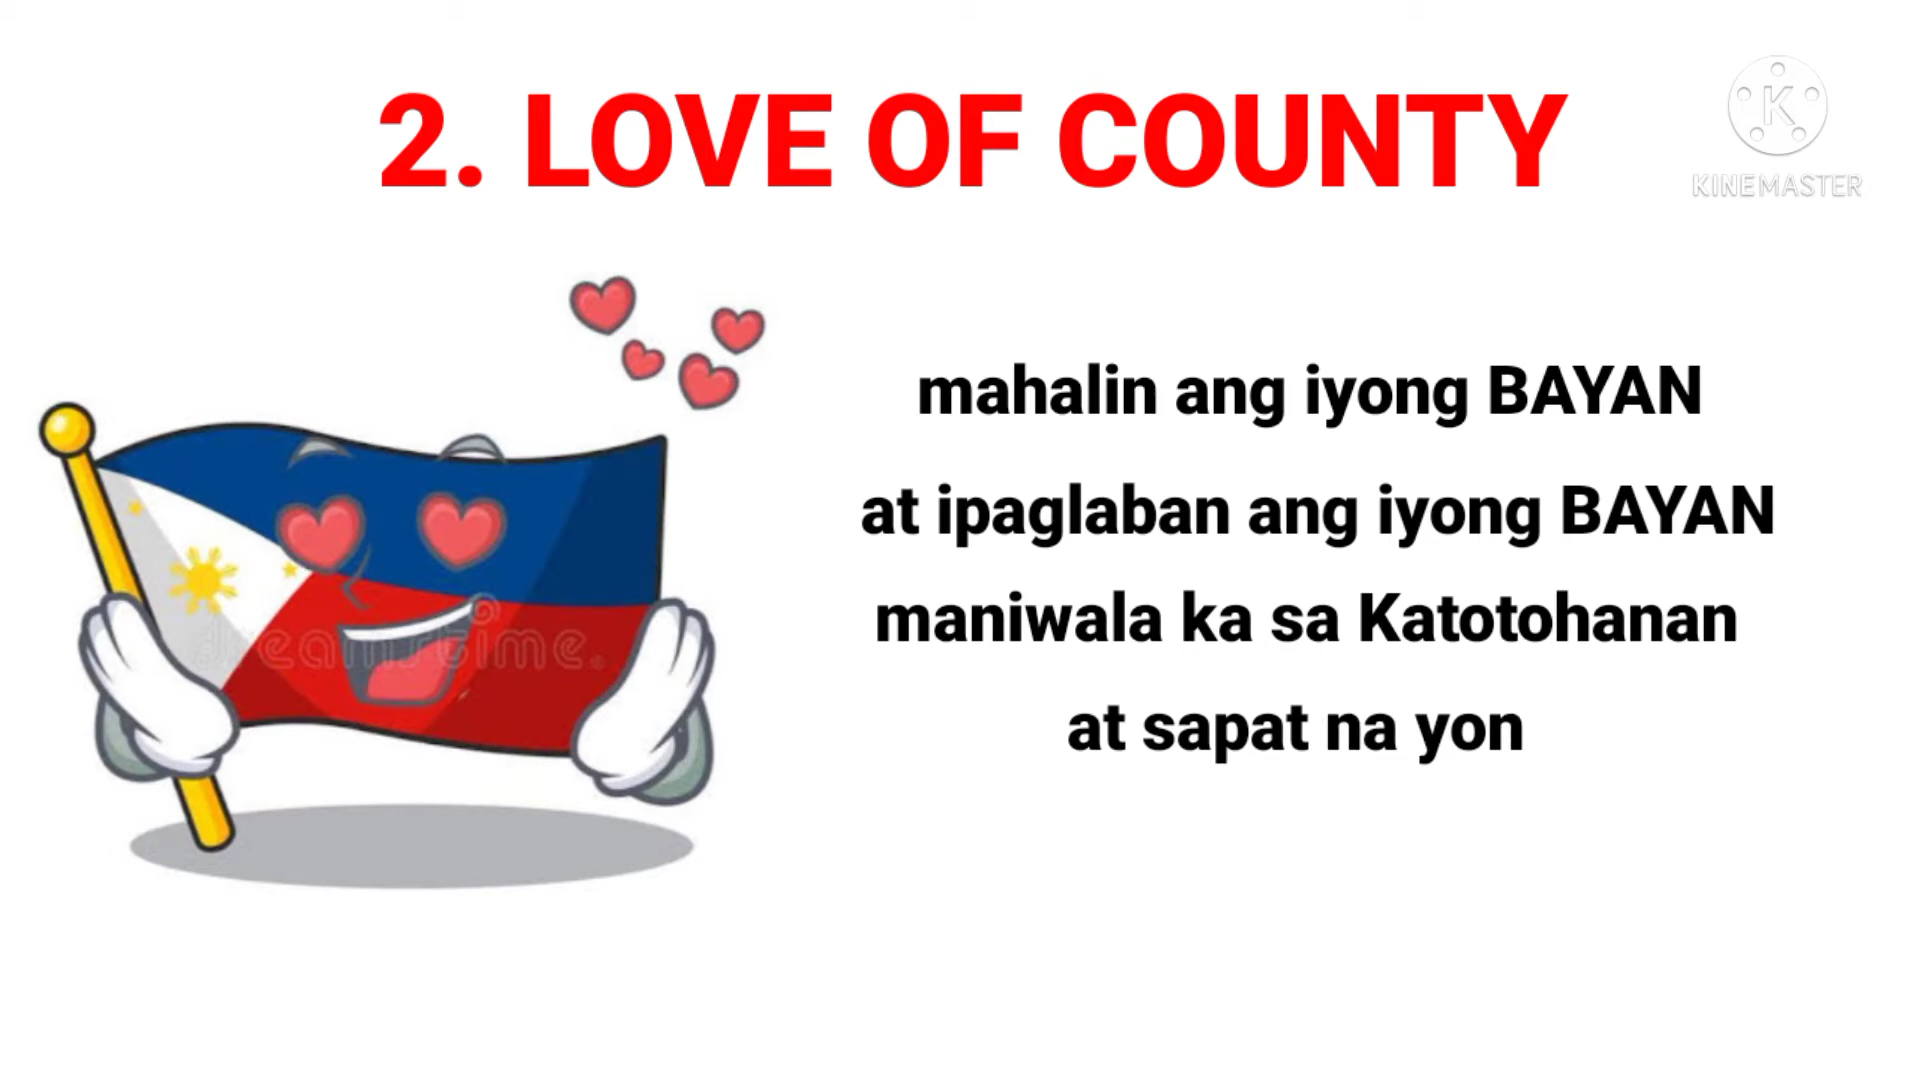 2. LOVE OF COUNTY
KINEMASTER
mahalin ang iyong BAYAN
at ipaglaban ang iyong BAYAN
maniwala ka sa Katotohanan
at sapat na yon
dreamstime.